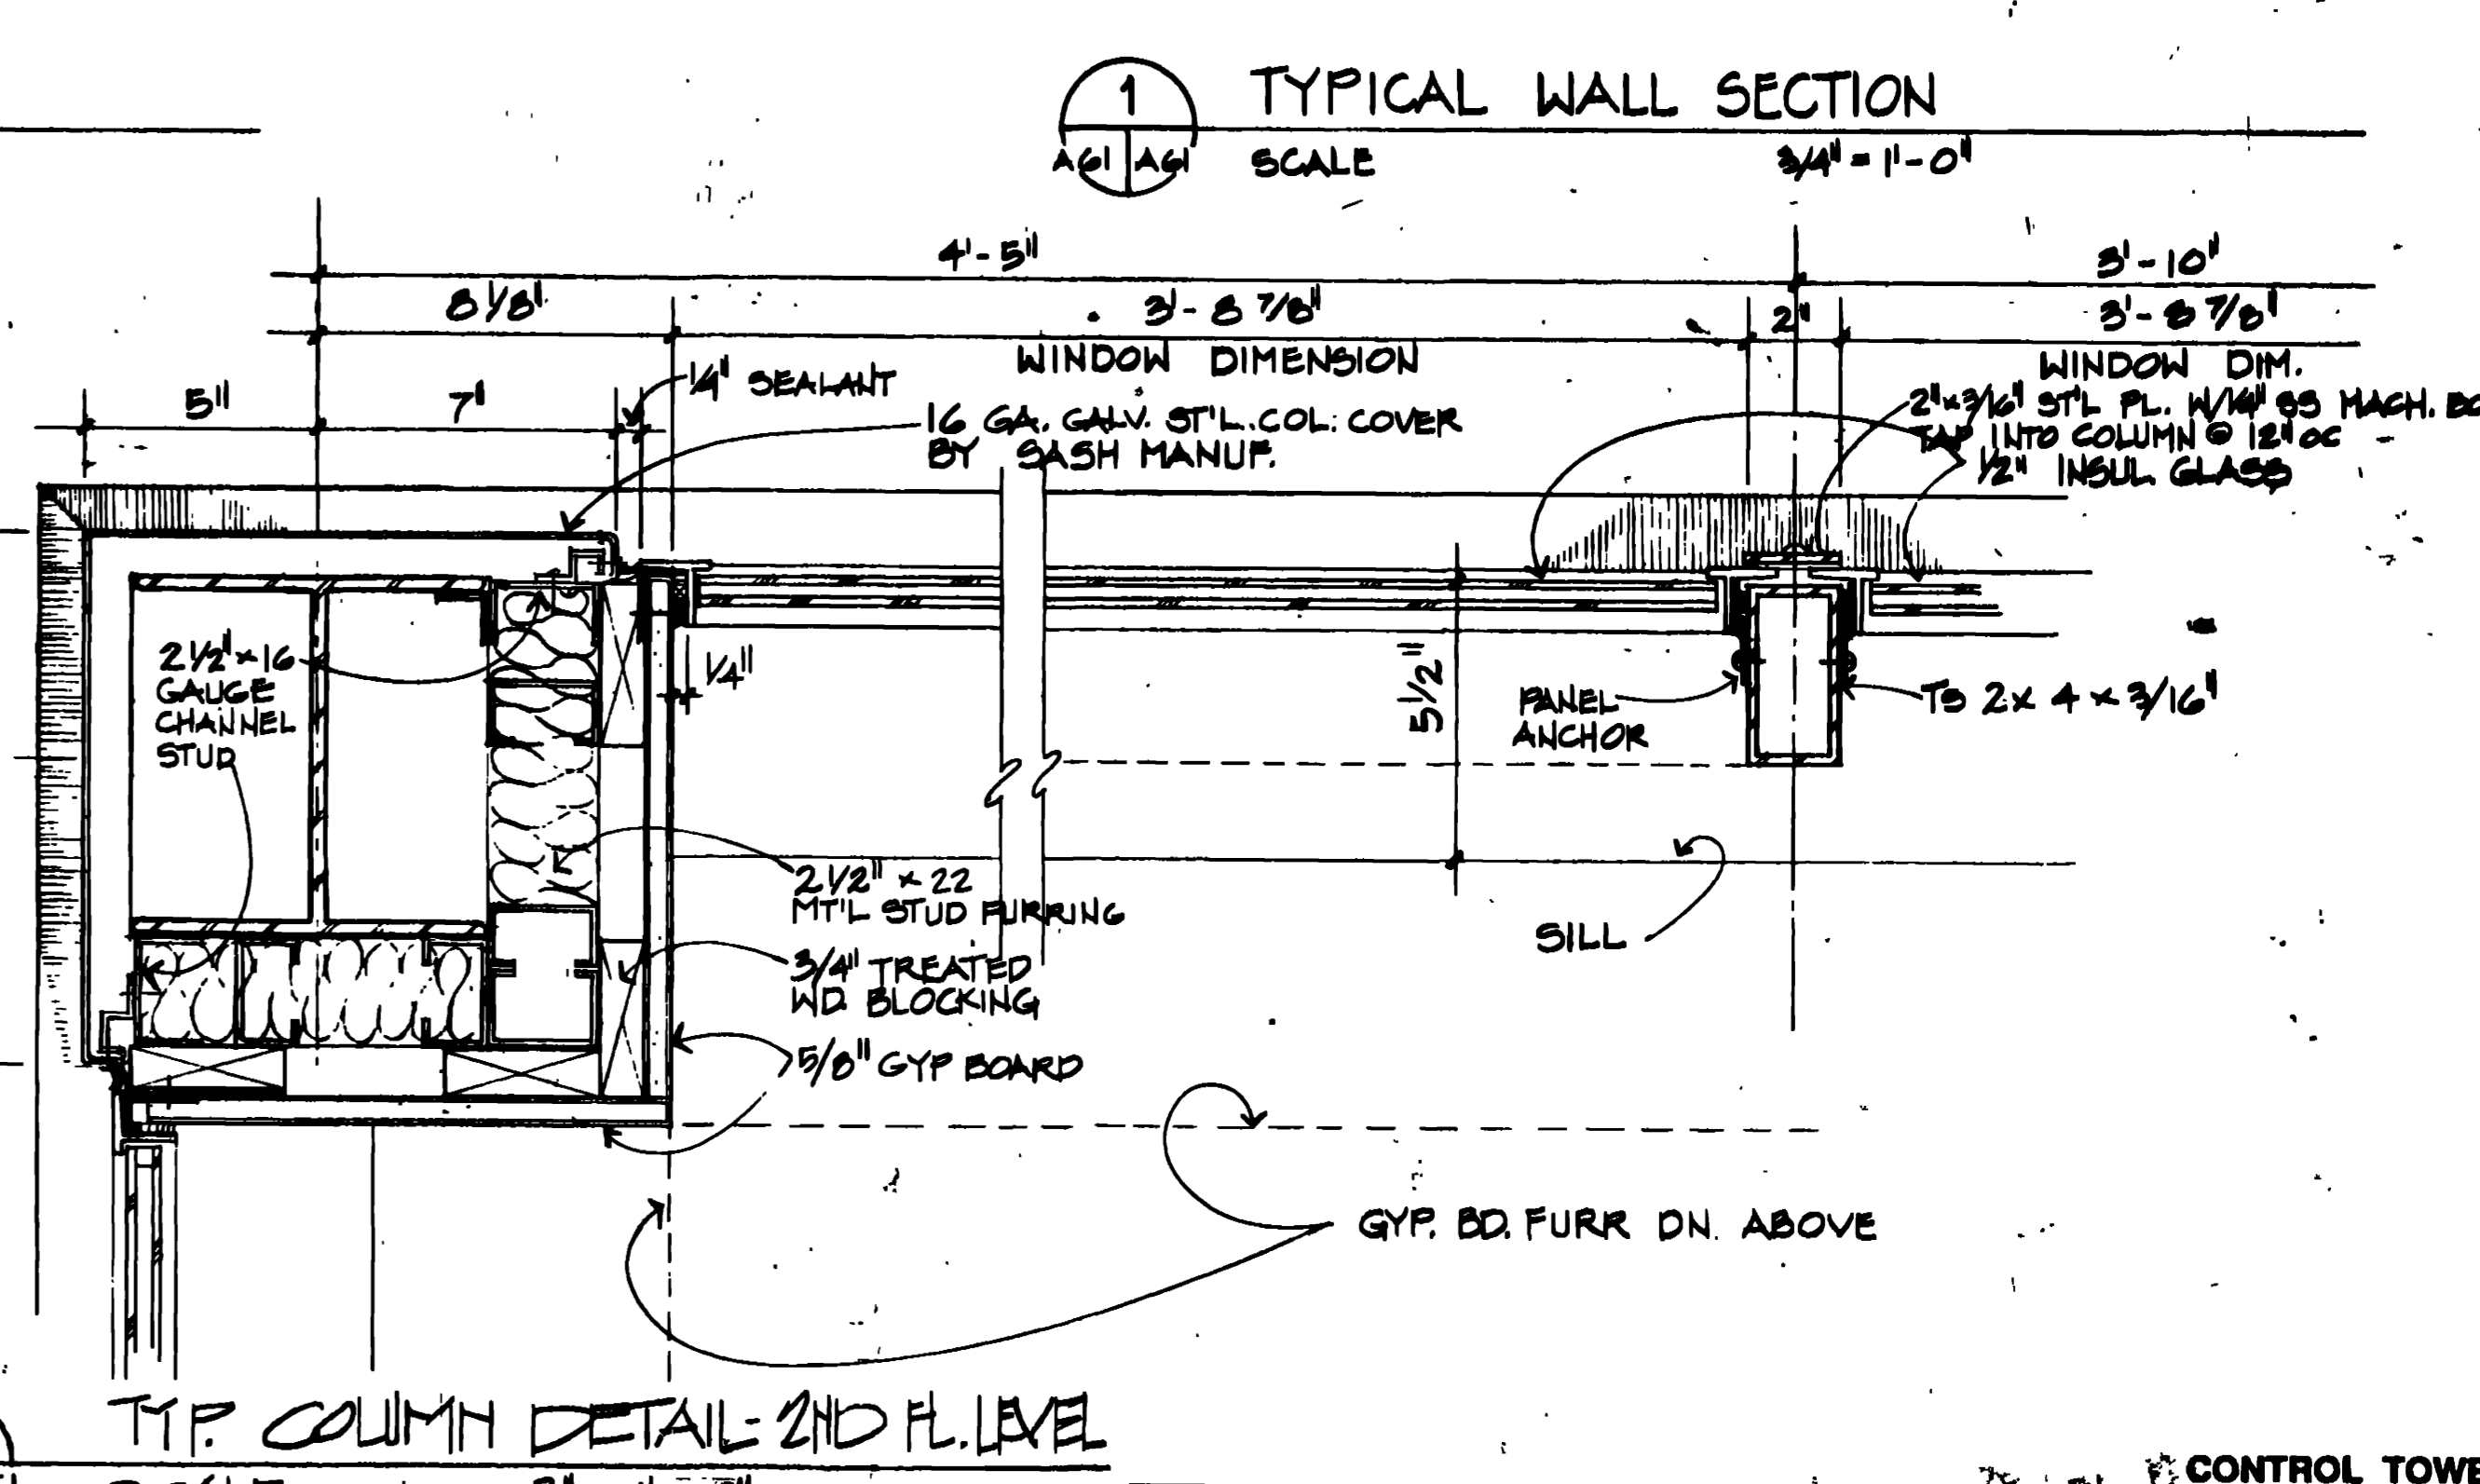 1
TYPICAL WALL SECTION
A61 A61
SCALE 3/4" = 1'-0"
4'-5" 3'-10"
8 1/8" 3'-8 7/8" 2" 3'-8 7/8"
WINDOW DIMENSION
WINDOW DIM.
5" 7" 1/4" SEALANT
16 GA. GALV. ST'L. COL. COVER
BY SASH MANUF.
2"x3/16" ST'L PL. W/1/4" SS MACH.
TAP INTO COLUMN @ 12" OC
1/2" INSUL. GLASS
2 1/2" x 16
GAUGE
CHANNEL
STUD
1/4"
5 1/2"
PANEL
ANCHOR
TS 2 x 4 x 3/16"
2 1/2" x 22
MT'L STUD FURRING
3/4" TREATED
WD. BLOCKING
5/8" GYP BOARD
SILL
GYP. BD. FURR DN. ABOVE
TYP. COLUMN DETAIL - 2ND FL. LEVEL
CONTROL